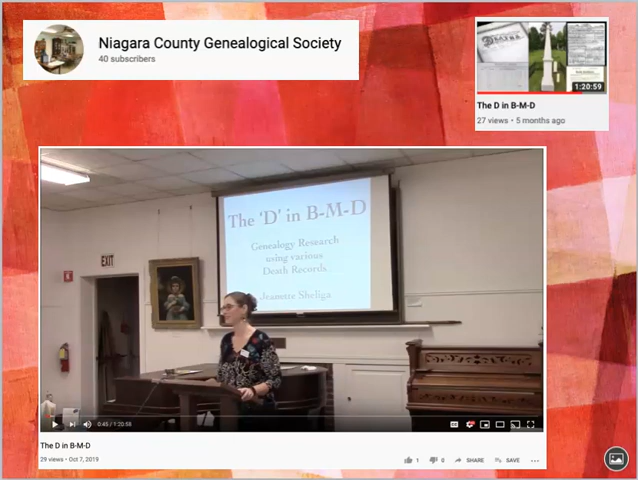 Niagara County Genealogical Society
40 subscribers
1:20:59
The D in B-M-D
27 views • 5 months ago
The 'D' in B-M-D
Genealogy Research
using various
Death Records
Jeanette Sheliga
EXIT
0:45 / 1:20:58
The D in B-M-D
29 views • Oct 7, 2019
1
0
SHARE
SAVE